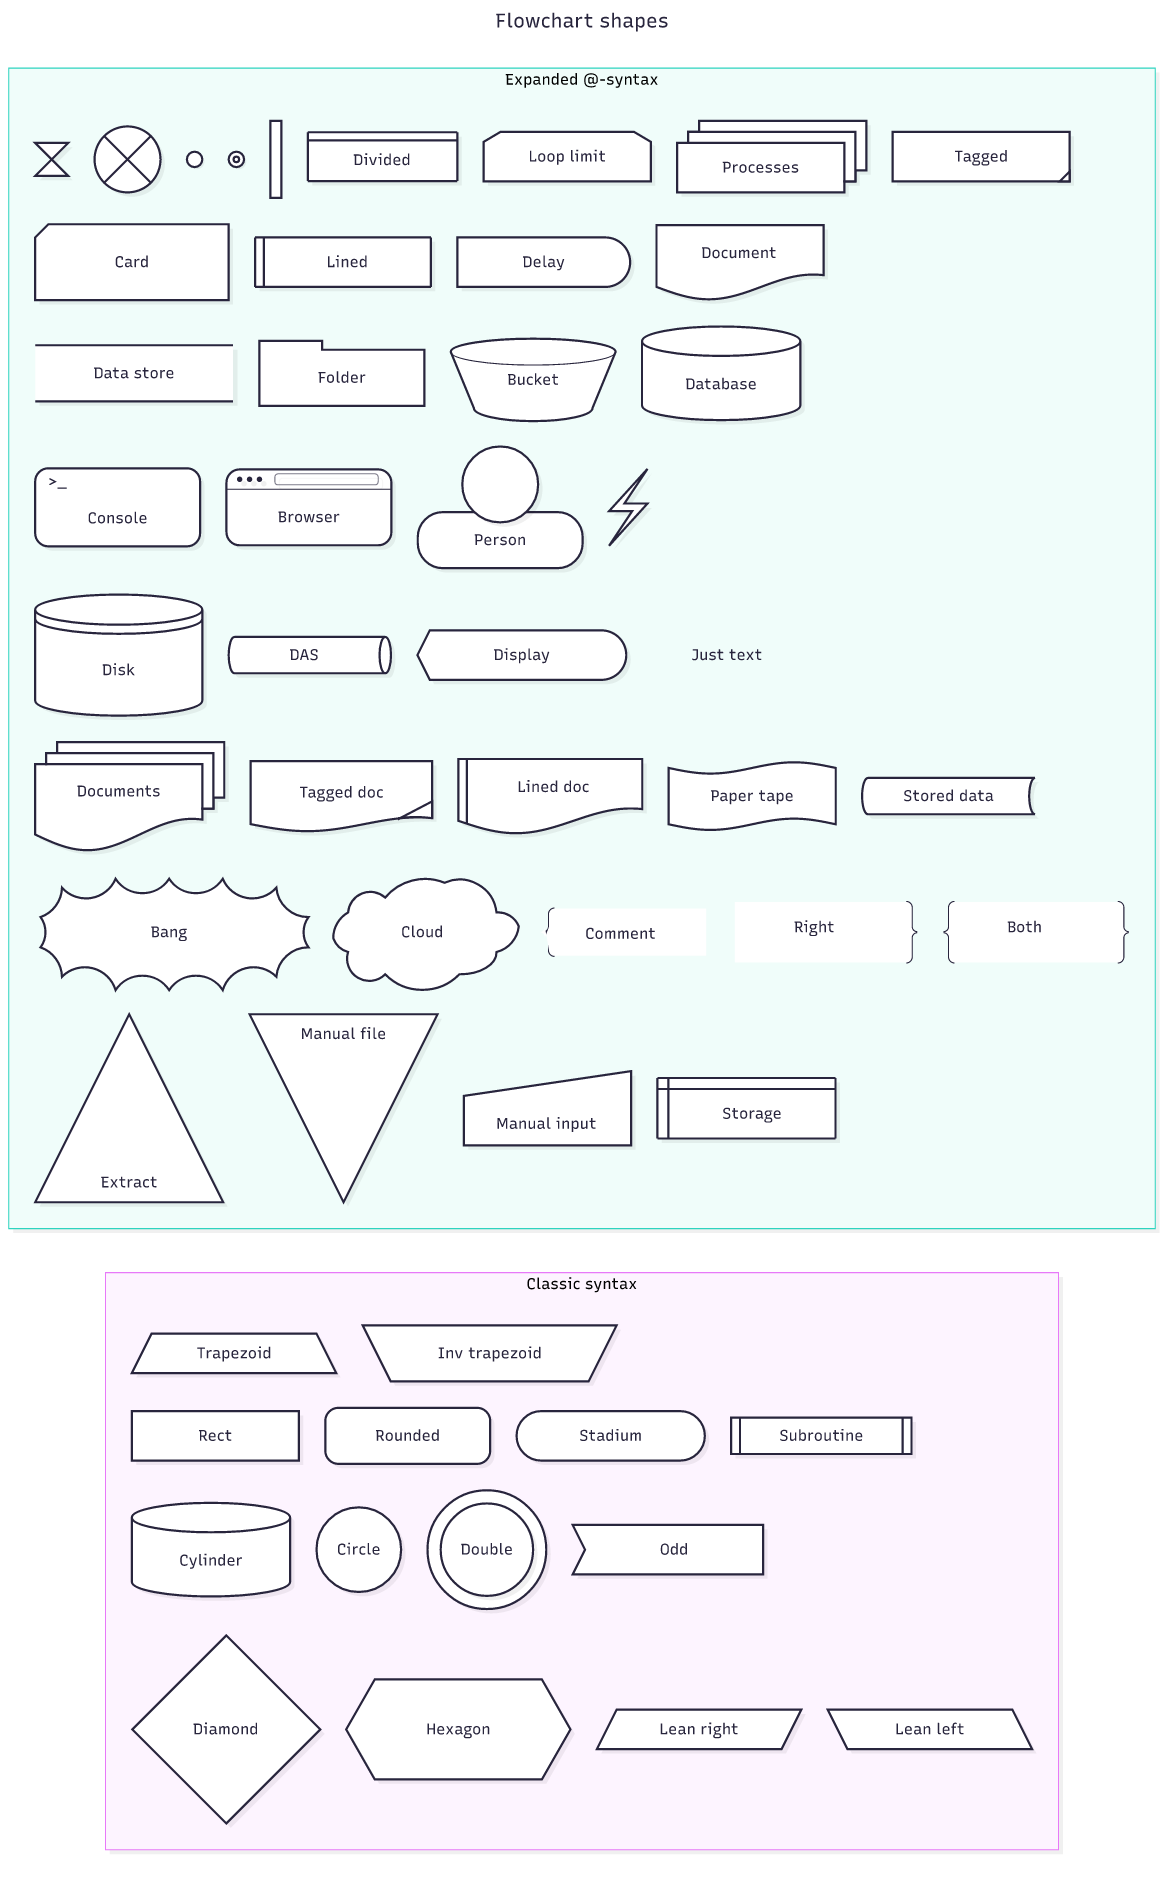 Flowchart shapes
Expanded @-syntax
Divided
Loop limit
Processes
Tagged
Card
Lined
Delay
Document
Data store
Folder
Bucket
Database
>_
Console
Browser
Person
Disk
DAS
Display
Just text
Documents
Tagged doc
Lined doc
Paper tape
Stored data
Bang
Cloud
Comment
Right
Both
Extract
Manual file
Manual input
Storage
Classic syntax
Trapezoid
Inv trapezoid
Rect
Rounded
Stadium
Subroutine
Cylinder
Circle
Double
Odd
Diamond
Hexagon
Lean right
Lean left